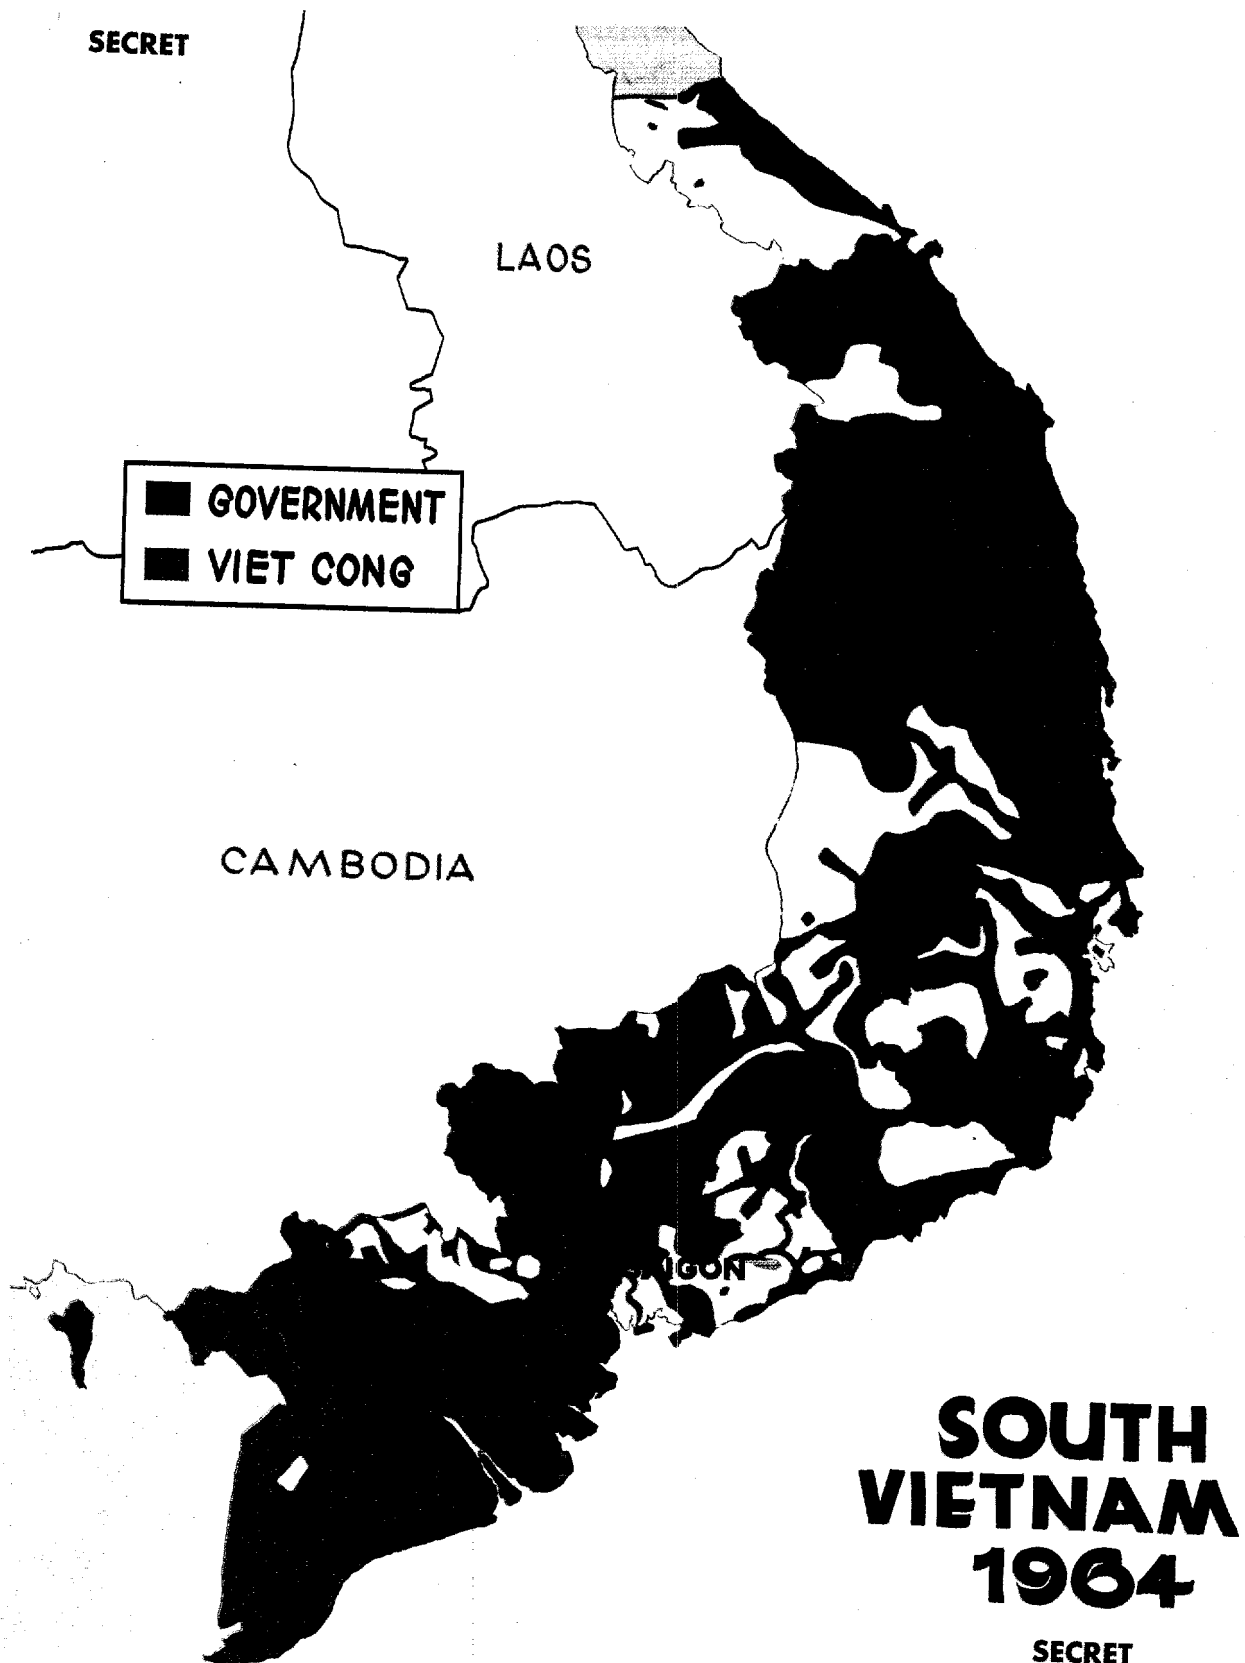 SECRET
LAOS
GOVERNMENT
VIET CONG
CAMBODIA
SOUTH
VIETNAM
1964
SECRET